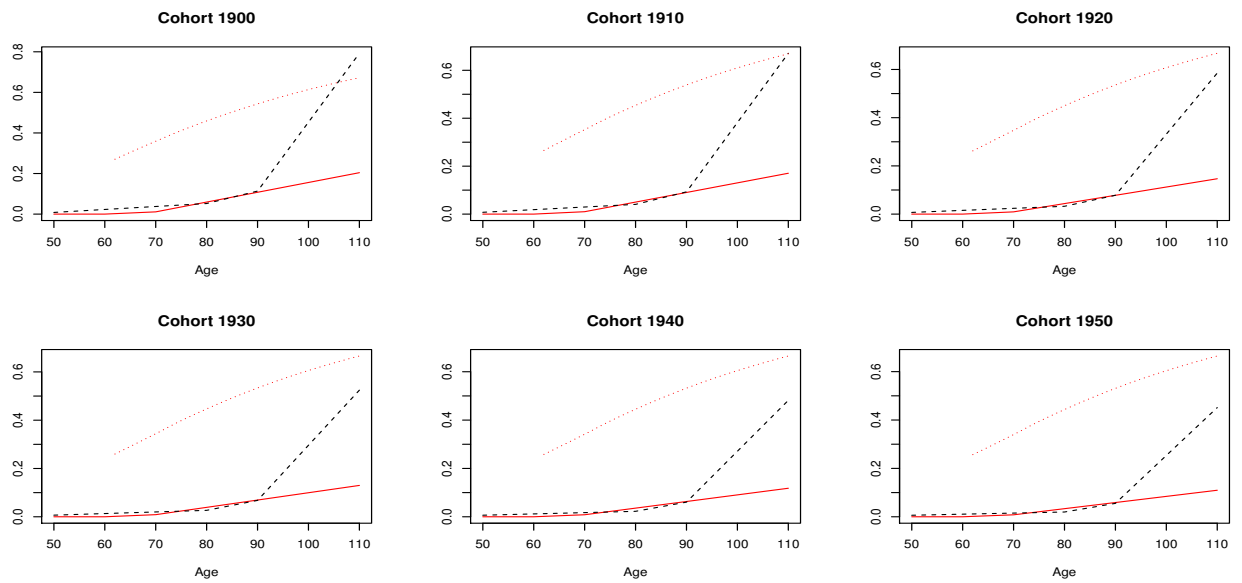 Cohort 1900
Cohort 1910
Cohort 1920
0.0 0.2 0.4 0.6 0.8
0.0 0.2 0.4 0.6
0.0 0.2 0.4 0.6
50 60 70 80 90 100 110
50 60 70 80 90 100 110
50 60 70 80 90 100 110
Age
Age
Age
Cohort 1930
Cohort 1940
Cohort 1950
0.0 0.2 0.4 0.6
0.0 0.2 0.4 0.6
0.0 0.2 0.4 0.6
50 60 70 80 90 100 110
50 60 70 80 90 100 110
50 60 70 80 90 100 110
Age
Age
Age